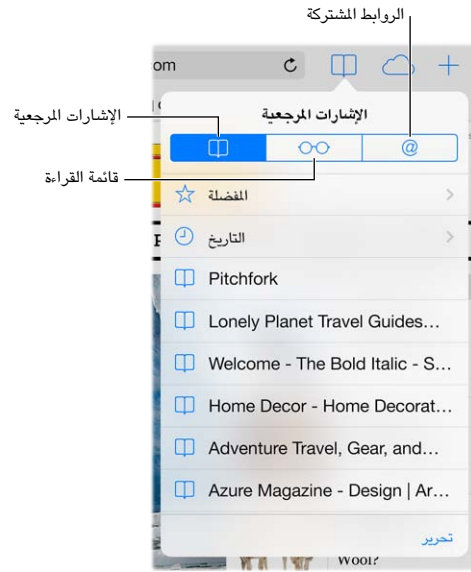 الروابط المشتركة
om
الإشارات المرجعية
الإشارات المرجعية
@
قائمة القراءة
المفضلة
التاريخ
Pitchfork
Lonely Planet Travel Guides…
Welcome - The Bold Italic - S…
Home Decor - Home Decorat…
Adventure Travel, Gear, and…
Azure Magazine - Design | Ar…
تحرير
Wool?